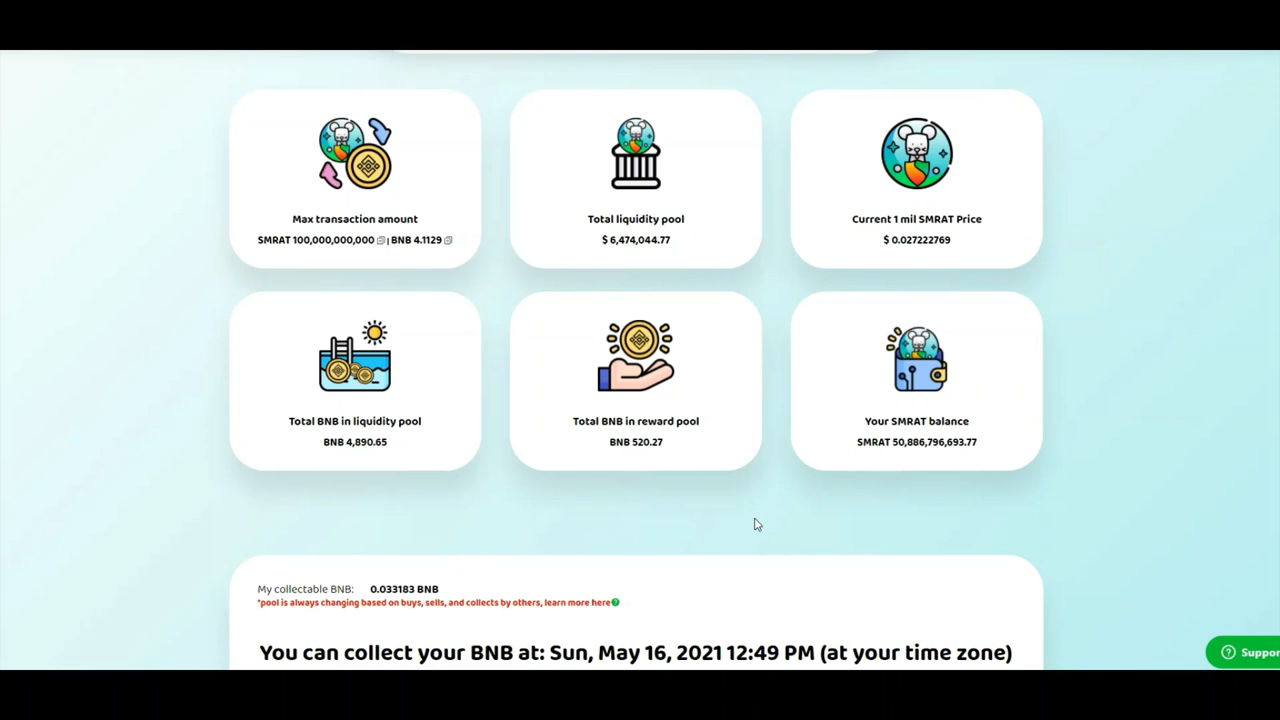 Max transaction amount
SMRAT 100,000,000,000 | BNB 4.1129
Total liquidity pool
$ 6,474,044.77
Current 1 mil SMRAT Price
$ 0.027222769
Total BNB in liquidity pool
BNB 4,890.65
Total BNB in reward pool
BNB 520.27
Your SMRAT balance
SMRAT 50,886,796,693.77
My collectable BNB: 0.033183 BNB
*pool is always changing based on buys, sells, and collects by others, learn more here?
You can collect your BNB at: Sun, May 16, 2021 12:49 PM (at your time zone)
? Suppor